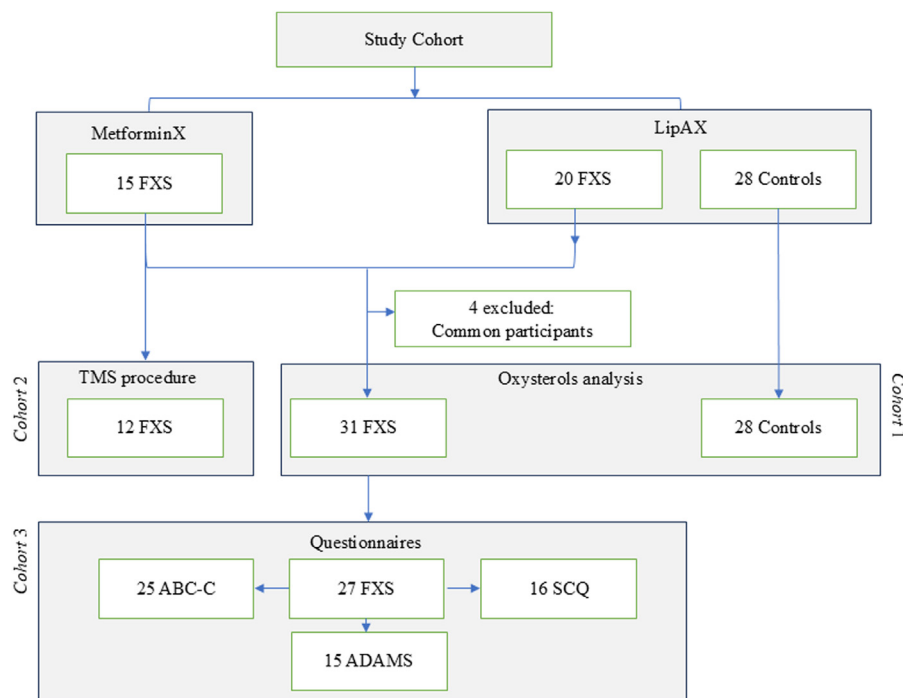 Study Cohort
MetforminX
15 FXS
LipAX
20 FXS
28 Controls
4 excluded:
Common participants
Cohort 2
TMS procedure
12 FXS
Oxysterols analysis
31 FXS
28 Controls
Cohort 1
Cohort 3
Questionnaires
25 ABC-C
27 FXS
16 SCQ
15 ADAMS